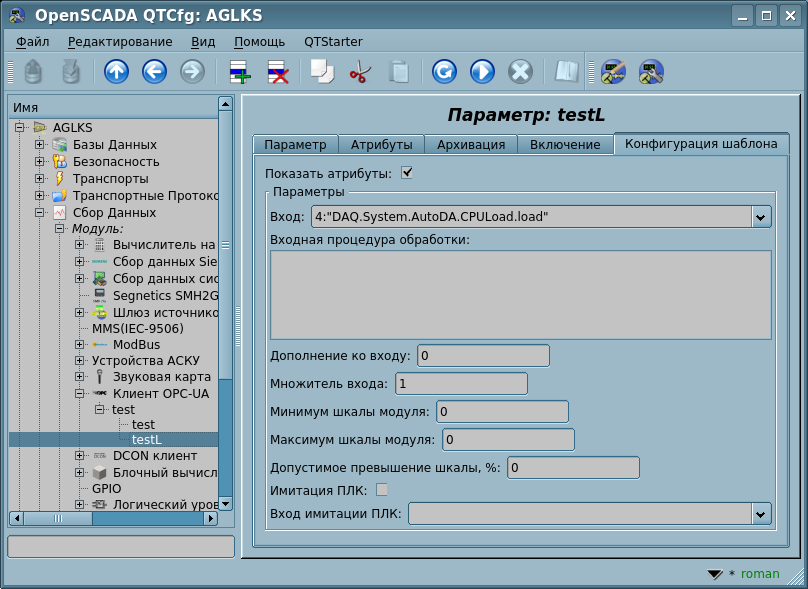 OpenSCADA QTCfg: AGLKS
Файл Редактирование Вид Помощь QTStarter
Имя
AGLKS
Базы Данных
Безопасность
Транспорты
Транспортные Протоко
Сбор Данных
Модуль:
Вычислитель на
Сбор данных Sie
Сбор данных сис
Segnetics SMH2G
Шлюз источнико
MMS(IEC-9506)
ModBus
Устройства АСКУ
Звуковая карта
Клиент OPC-UA
test
test
testL
DCON клиент
Блочный вычисл
GPIO
Логический уров
Параметр: testL
Параметр Атрибуты Архивация Включение Конфигурация шаблона
Показать атрибуты:
Параметры
Вход: 4:"DAQ.System.AutoDA.CPULoad.load"
Входная процедура обработки:
Дополнение ко входу: 0
Множитель входа: 1
Минимум шкалы модуля: 0
Максимум шкалы модуля: 0
Допустимое превышение шкалы, %: 0
Имитация ПЛК:
Вход имитации ПЛК:
* roman